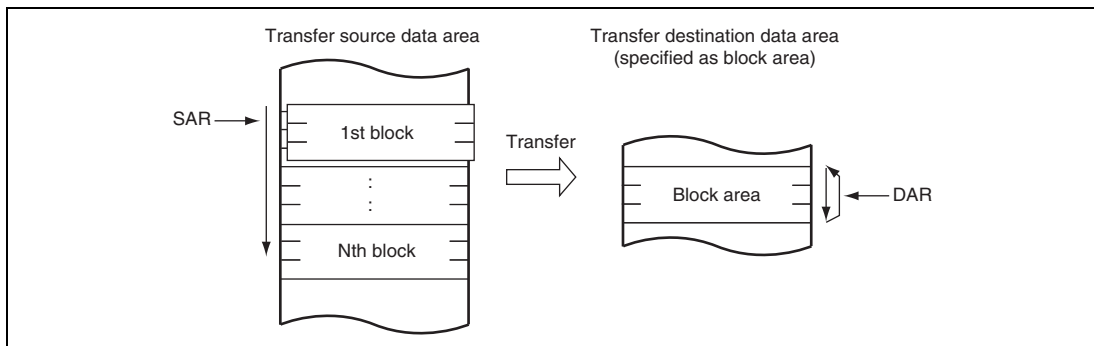 Transfer source data area
Transfer destination data area
(specified as block area)
SAR
1st block
Transfer
Block area
DAR
Nth block